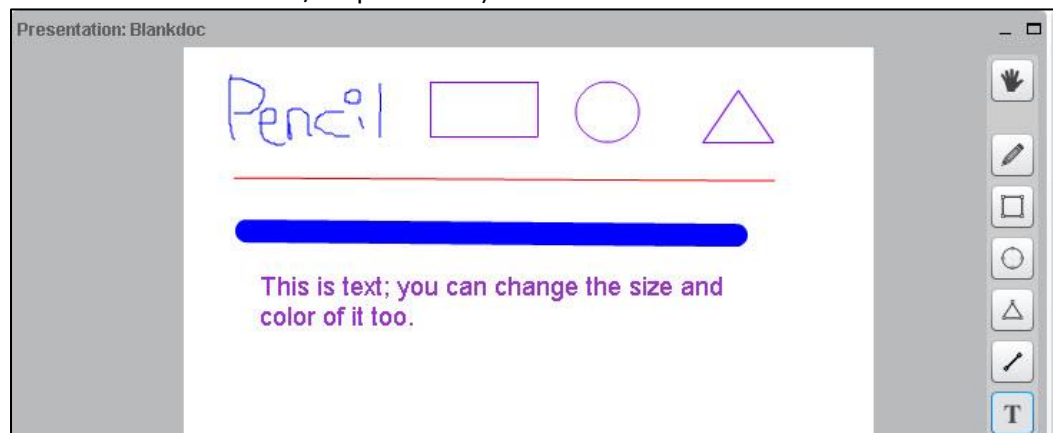 Presentation: Blankdoc
Pencil
This is text; you can change the size and
color of it too.
T